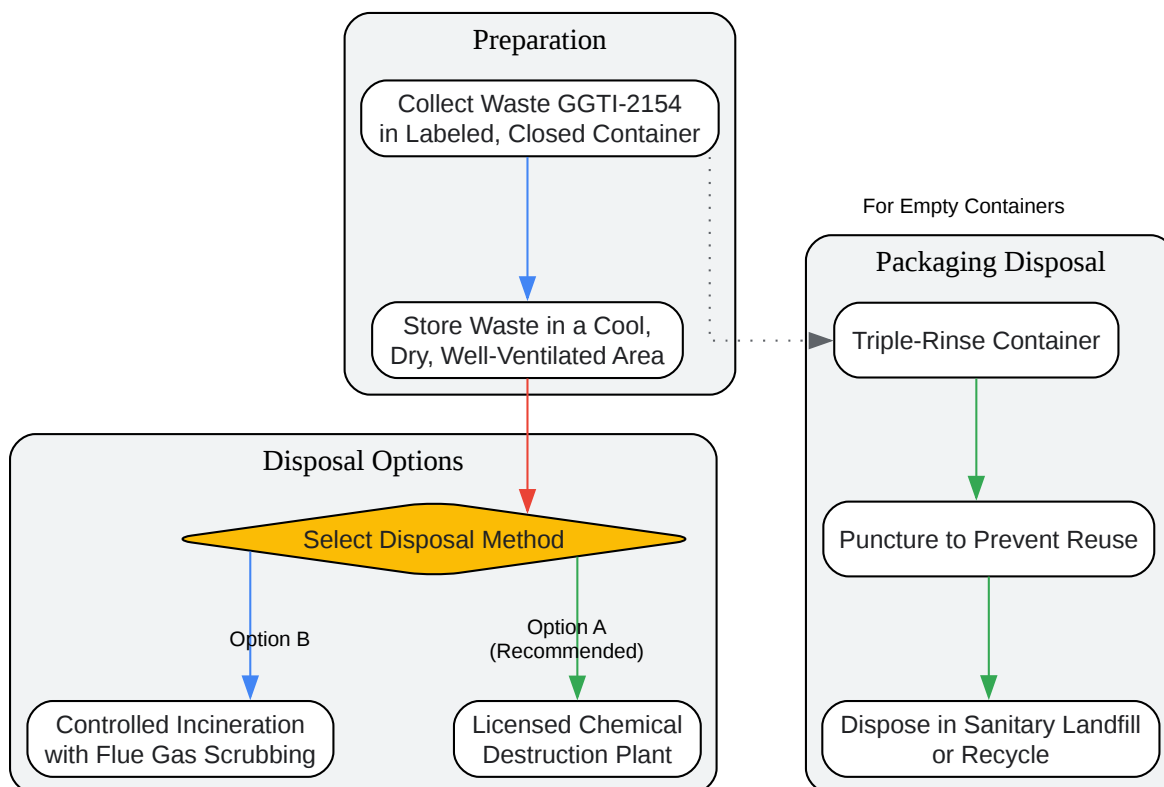 Preparation
Collect Waste GGTI-2154
in Labeled, Closed Container
Store Waste in a Cool,
Dry, Well-Ventilated Area
For Empty Containers
Packaging Disposal
Triple-Rinse Container
Puncture to Prevent Reuse
Dispose in Sanitary Landfill
or Recycle
Disposal Options
Select Disposal Method
Option B
Option A
(Recommended)
Controlled Incineration
with Flue Gas Scrubbing
Licensed Chemical
Destruction Plant